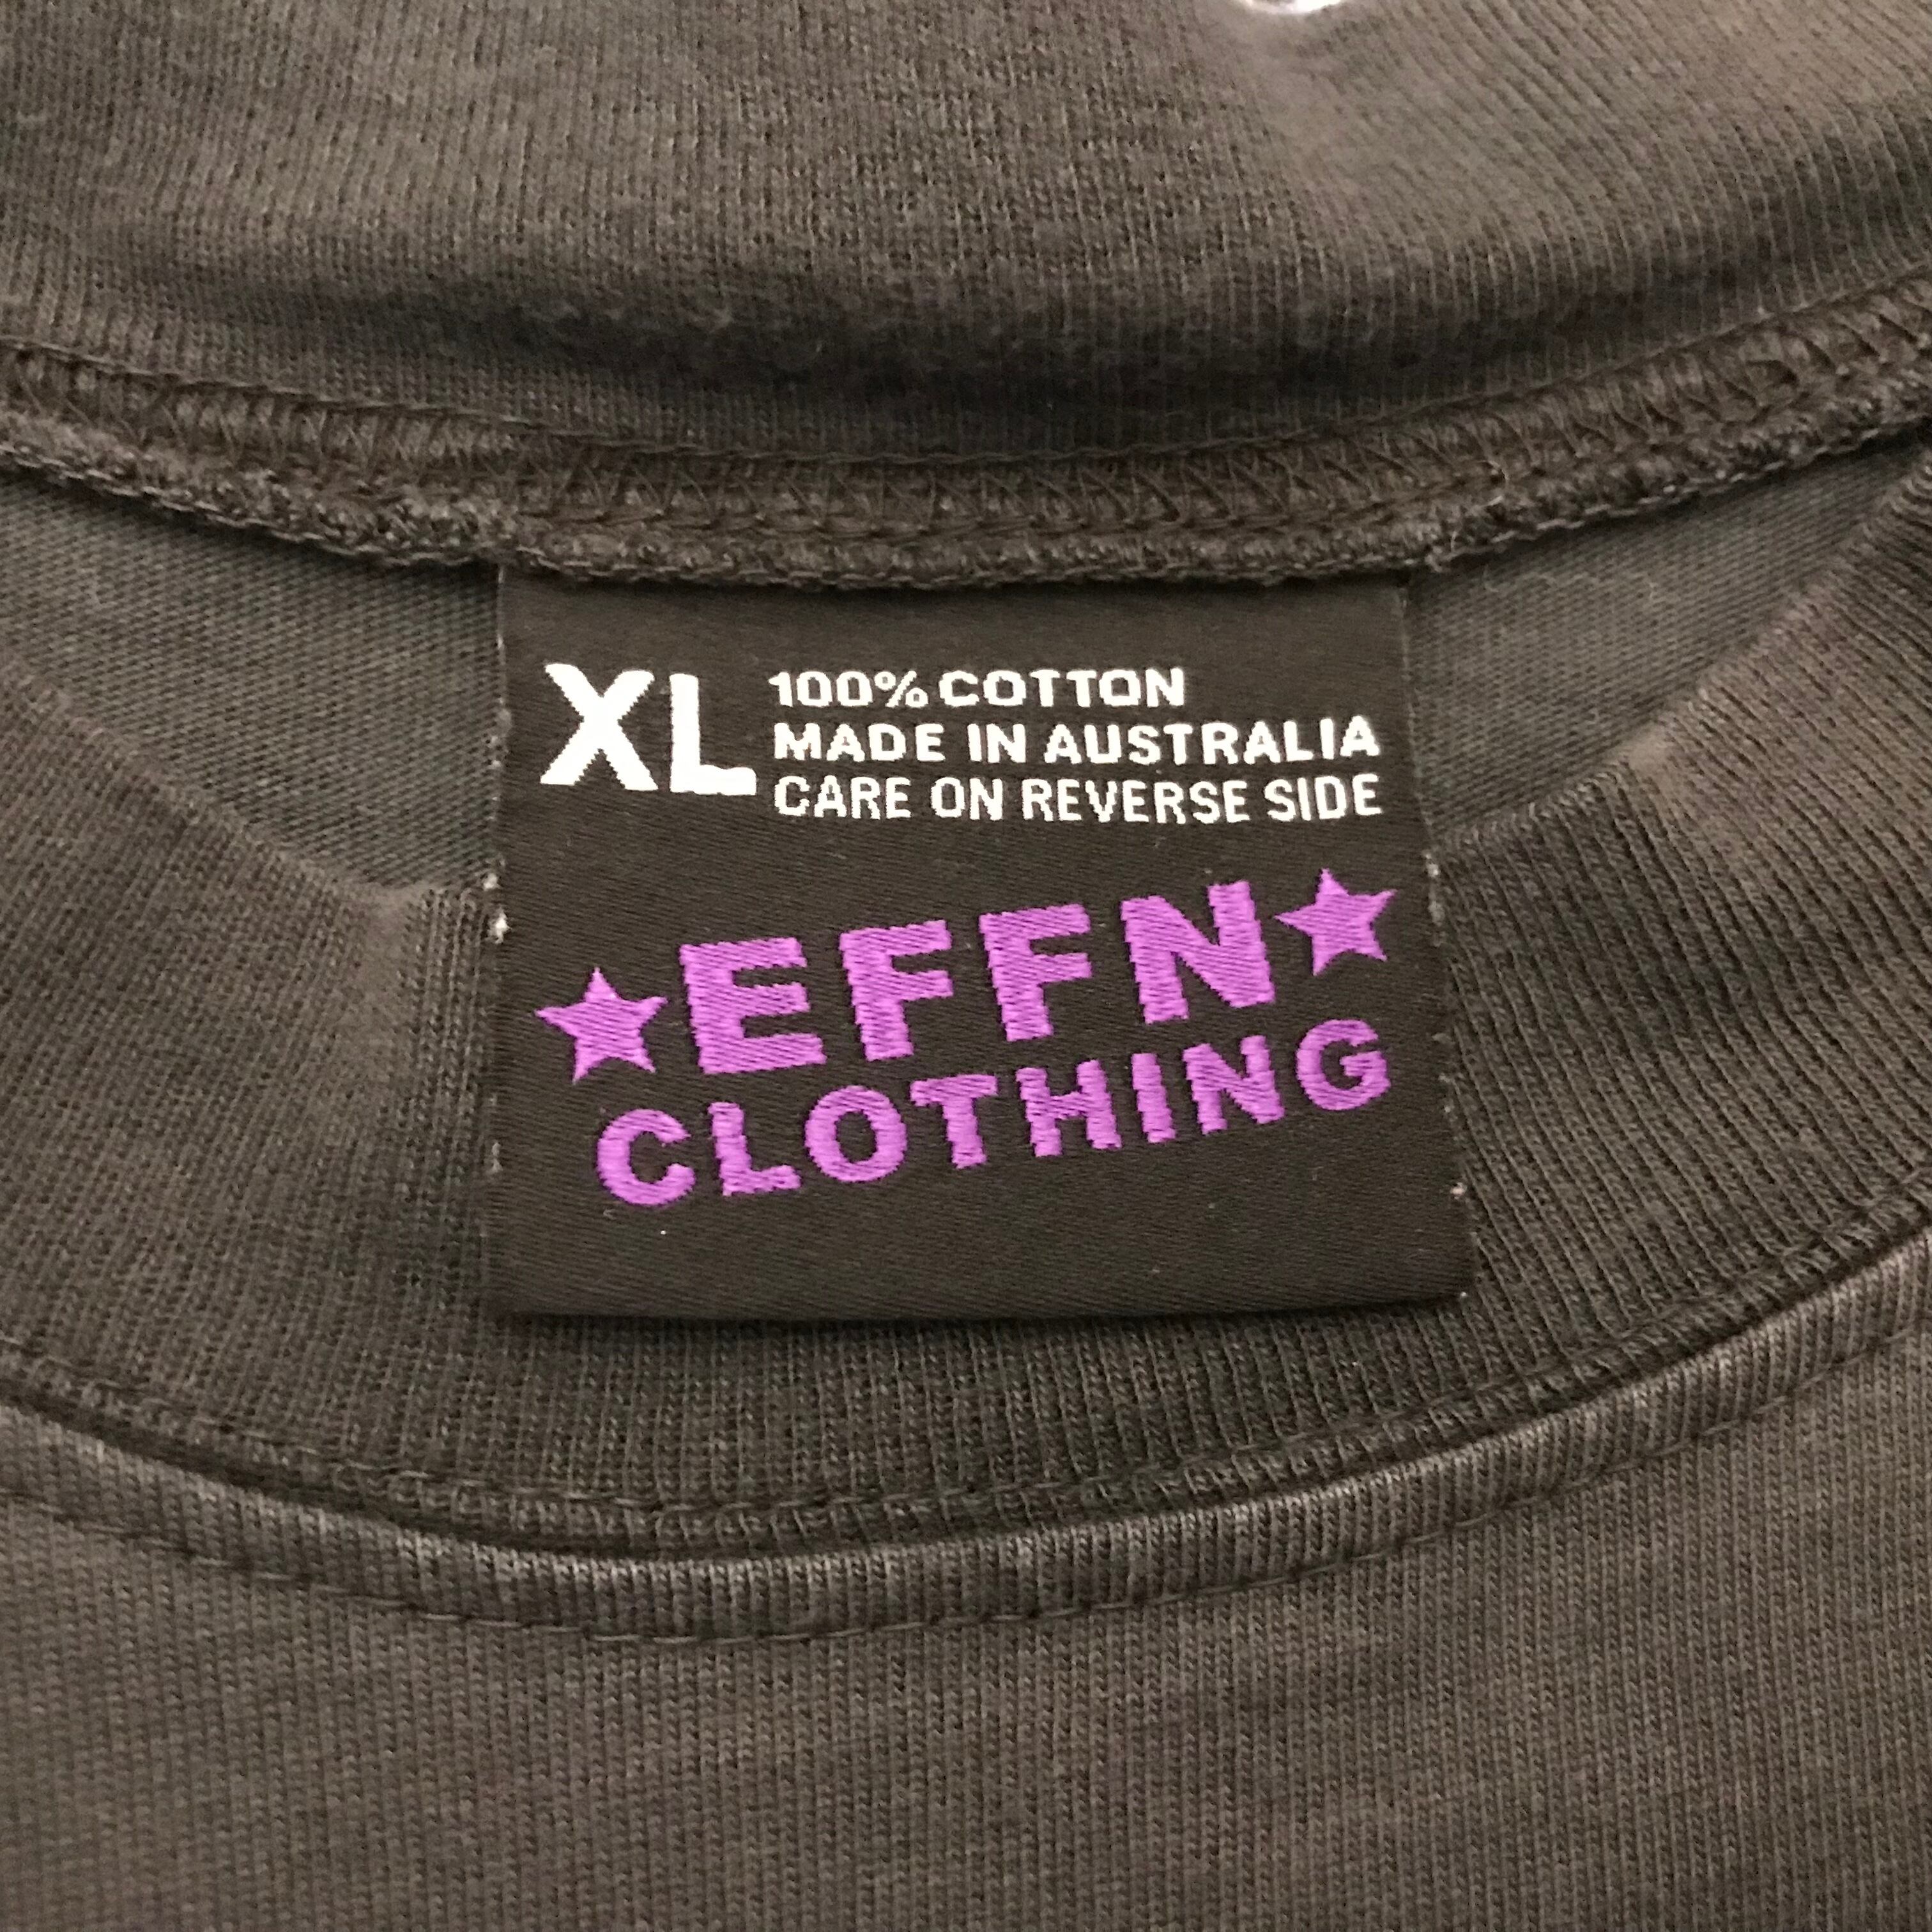 XL
100% COTTON
MADE IN AUSTRALIA
CARE ON REVERSE SIDE
EFFN
CLOTHING